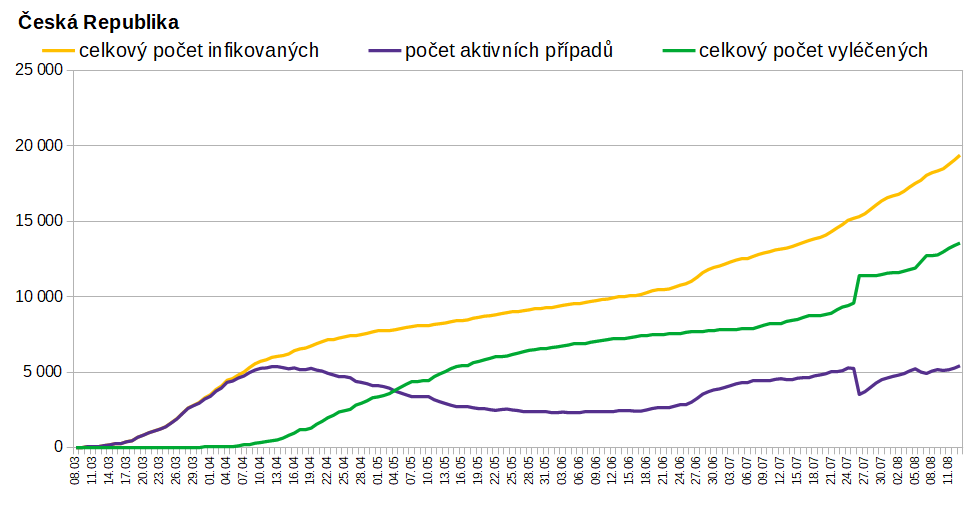 Česká Republika
celkový počet infikovaných počet aktivních případů celkový počet vyléčených
25 000
20 000
15 000
10 000
5 000
0
08.03 11.03 14.03 17.03 20.03 23.03 26.03 29.03 01.04 04.04 07.04 10.04 13.04 16.04 19.04 22.04 25.04 28.04 01.05 04.05 07.05 10.05 13.05 16.05 19.05 22.05 25.05 28.05 31.05 03.06 06.06 09.06 12.06 15.06 18.06 21.06 24.06 27.06 30.06 03.07 06.07 09.07 12.07 15.07 18.07 21.07 24.07 27.07 30.07 02.08 05.08 08.08 11.08